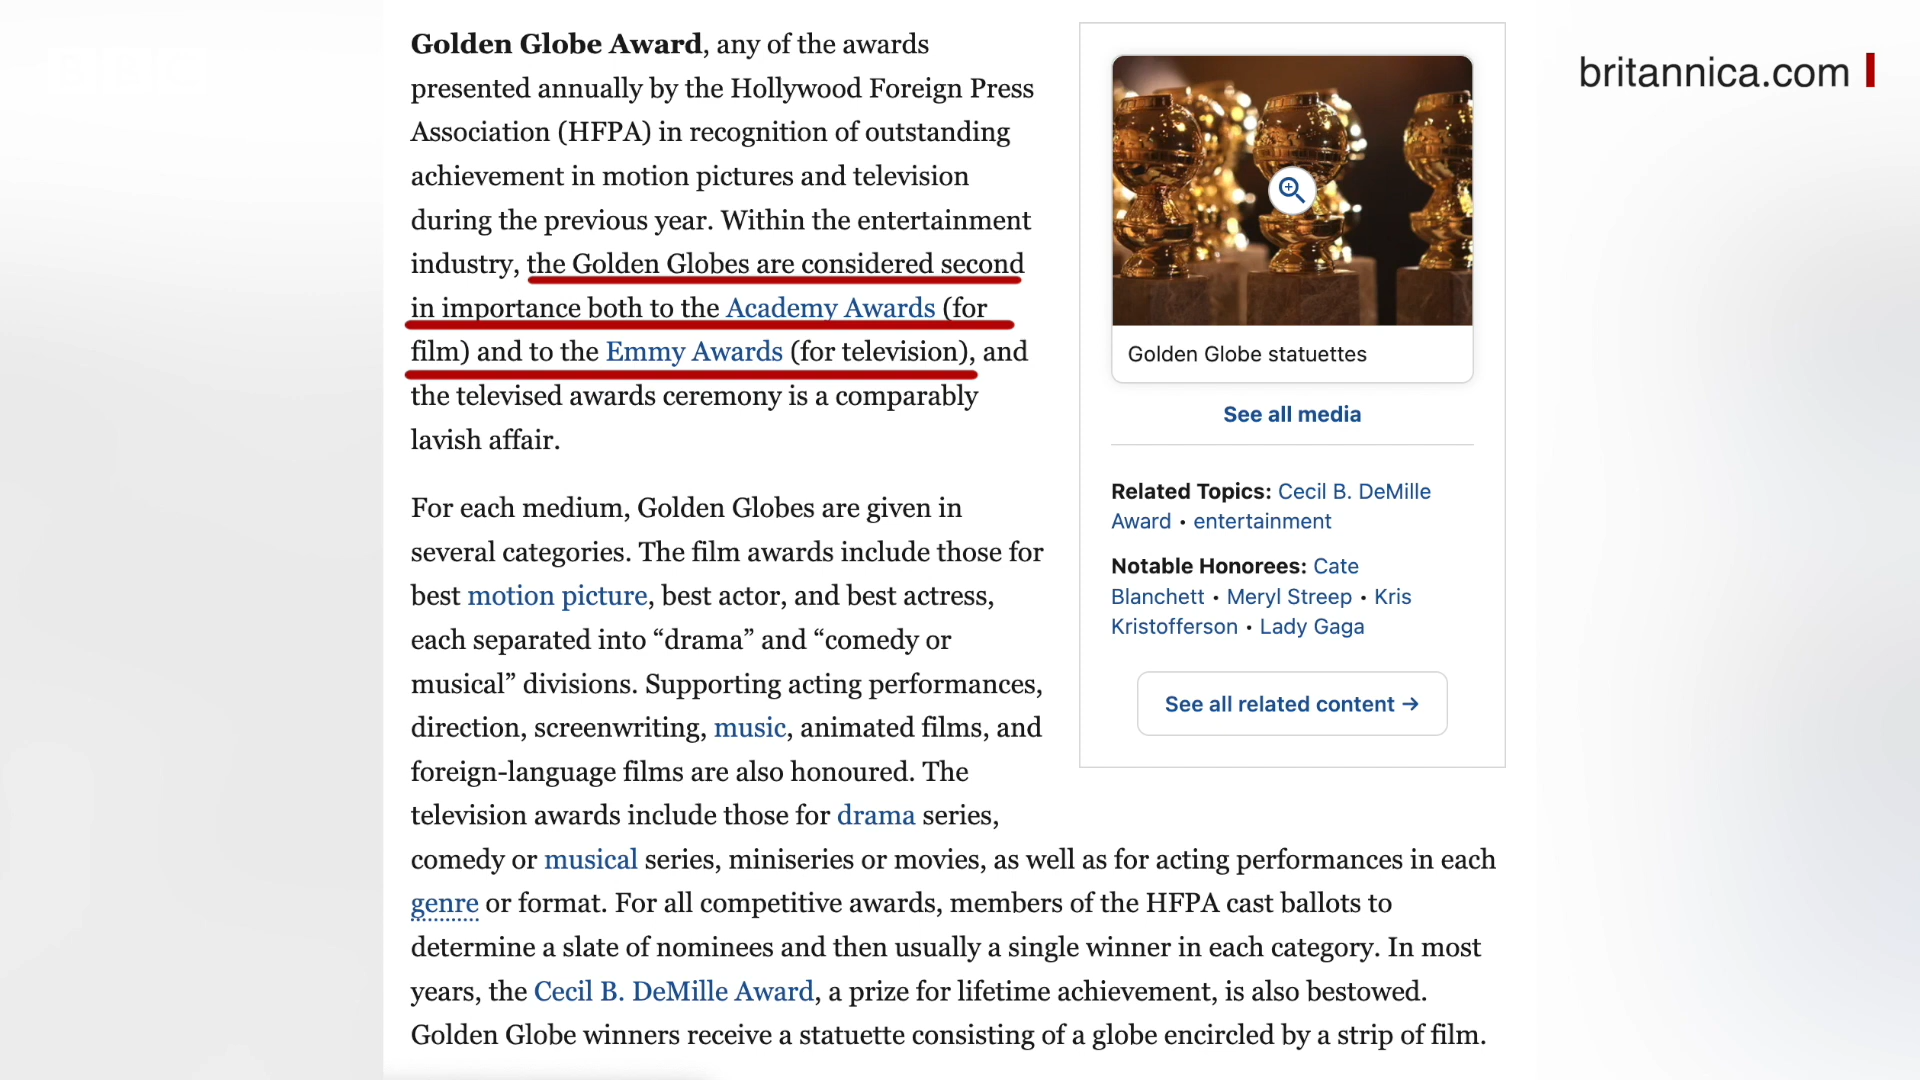 Golden Globe Award, any of the awards
presented annually by the Hollywood Foreign Press
Association (HFPA) in recognition of outstanding
achievement in motion pictures and television
during the previous year. Within the entertainment
industry, the Golden Globes are considered second
in importance both to the Academy Awards (for
film) and to the Emmy Awards (for television), and
the televised awards ceremony is a comparably
lavish affair.
For each medium, Golden Globes are given in
several categories. The film awards include those for
best motion picture, best actor, and best actress,
each separated into “drama” and “comedy or
musical” divisions. Supporting acting performances,
direction, screenwriting, music, animated films, and
foreign-language films are also honoured. The
television awards include those for drama series,
comedy or musical series, miniseries or movies, as well as for acting performances in each
genre or format. For all competitive awards, members of the HFPA cast ballots to
determine a slate of nominees and then usually a single winner in each category. In most
years, the Cecil B. DeMille Award, a prize for lifetime achievement, is also bestowed.
Golden Globe winners receive a statuette consisting of a globe encircled by a strip of film.
Golden Globe statuettes
See all media
Related Topics: Cecil B. DeMille
Award • entertainment
Notable Honorees: Cate
Blanchett • Meryl Streep • Kris
Kristofferson • Lady Gaga
See all related content →
britannica.com
BBC